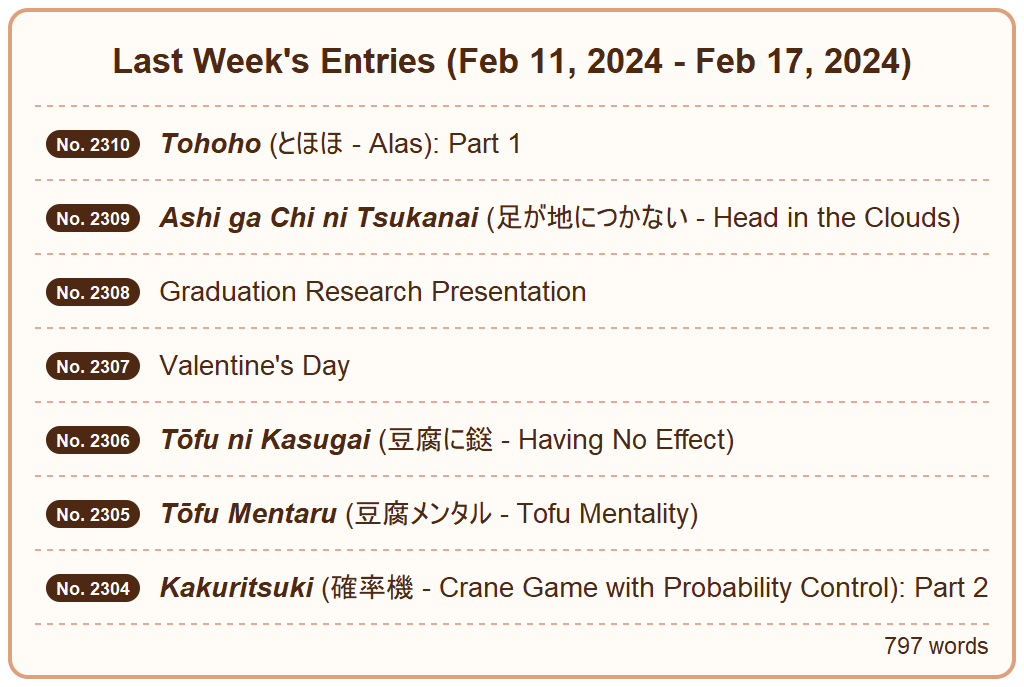 Last Week's Entries (Feb 11, 2024 - Feb 17, 2024)
No. 2310 Tohoho (とほほ - Alas): Part 1
No. 2309 Ashi ga Chi ni Tsukanai (足が地につかない - Head in the Clouds)
No. 2308 Graduation Research Presentation
No. 2307 Valentine's Day
No. 2306 Tōfu ni Kasugai (豆腐に鎹 - Having No Effect)
No. 2305 Tōfu Mentaru (豆腐メンタル - Tofu Mentality)
No. 2304 Kakuritsuki (確率機 - Crane Game with Probability Control): Part 2
797 words